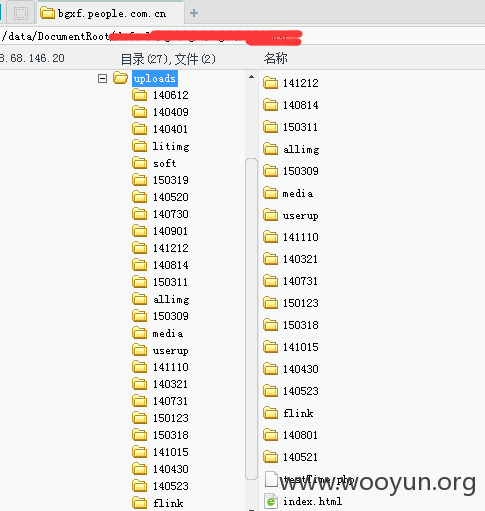 bgxf.people.com.cn
/data/DocumentRoot
8.68.146.20
目录(27),文件(2)
名称
uploads
140612
140409
140401
litimg
soft
150319
140520
140730
140901
141212
140814
150311
allimg
150309
media
userup
141110
140321
140731
150123
150318
141015
140430
140523
flink
141212
140814
150311
allimg
150309
media
userup
141110
140321
140731
150123
150318
141015
140430
140523
flink
140801
140521
testTime.php
index.html
www.wooyun.org